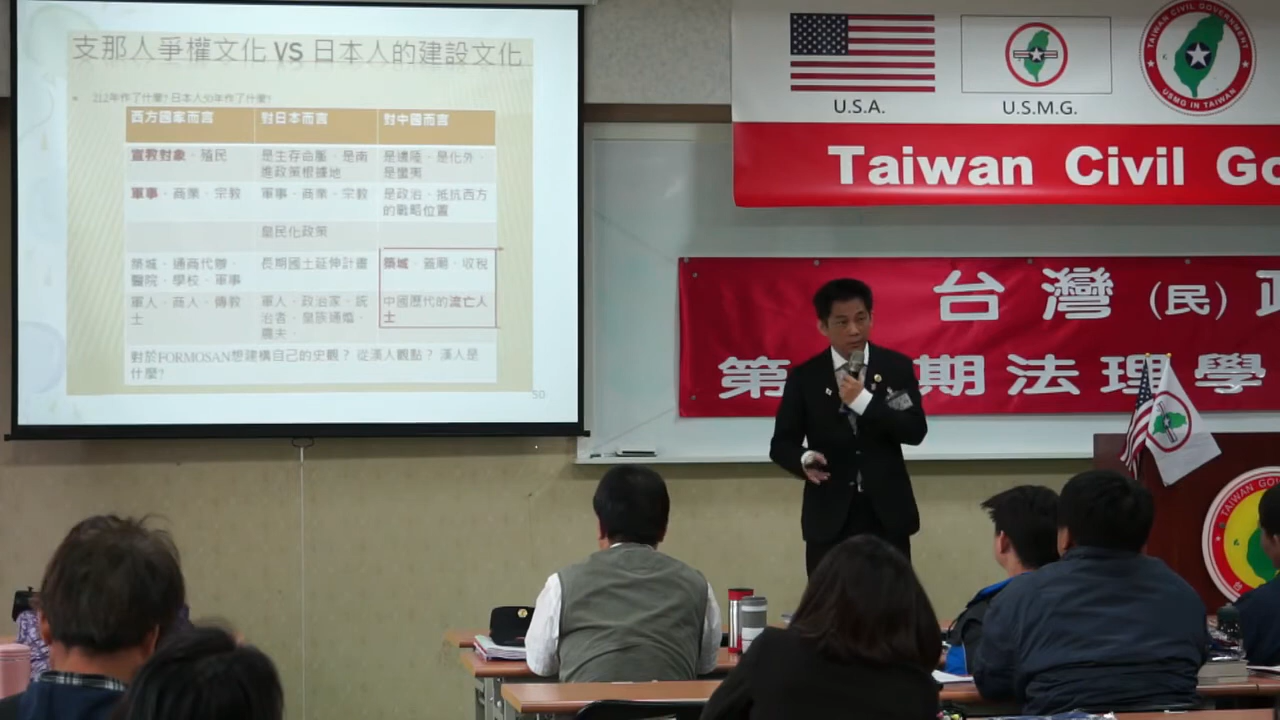 支那人爭權文化 VS 日本人的建設文化
212年作了什麼? 日本人50年作了什麼?
西方國家而言 對日本而言 對中國而言
宣教對象、殖民 是生存命脈、是南進政策根據地 是邊陲、是化外、是蠻夷
軍事、商業、宗教 軍事、商業、宗教 是政治、抵抗西方的戰略位置
皇民化政策
築城、通商代辦、醫院、學校、軍事 長期國土延伸計畫 築城、蓋廟、收稅
軍人、商人、傳教士 軍人、政治家、統治者、皇族通婚、農夫、 中國歷代的流亡人士
對於FORMOSAN想建構自己的史觀? 從漢人觀點? 漢人是
什麼?
50
U.S.A.
U.S.M.G.
TAIWAN CIVIL GOVERNMENT
USMG IN TAIWAN
Taiwan Civil Go
台灣(民)政
第 期法理學
TAIWAN GOV
台